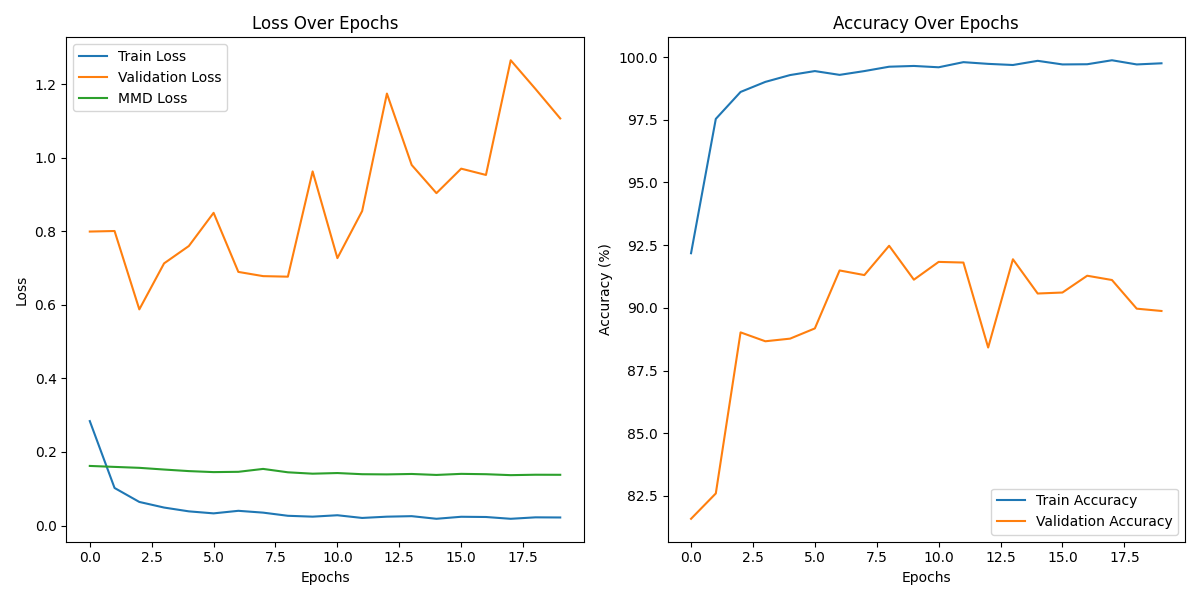 Loss Over Epochs
Train Loss
Validation Loss
MMD Loss
1.2
1.0
0.8
0.6
0.4
0.2
0.0
Loss
0.0 2.5 5.0 7.5 10.0 12.5 15.0 17.5
Epochs
Accuracy Over Epochs
100.0
97.5
95.0
92.5
90.0
87.5
85.0
82.5
Accuracy (%)
Train Accuracy
Validation Accuracy
0.0 2.5 5.0 7.5 10.0 12.5 15.0 17.5
Epochs